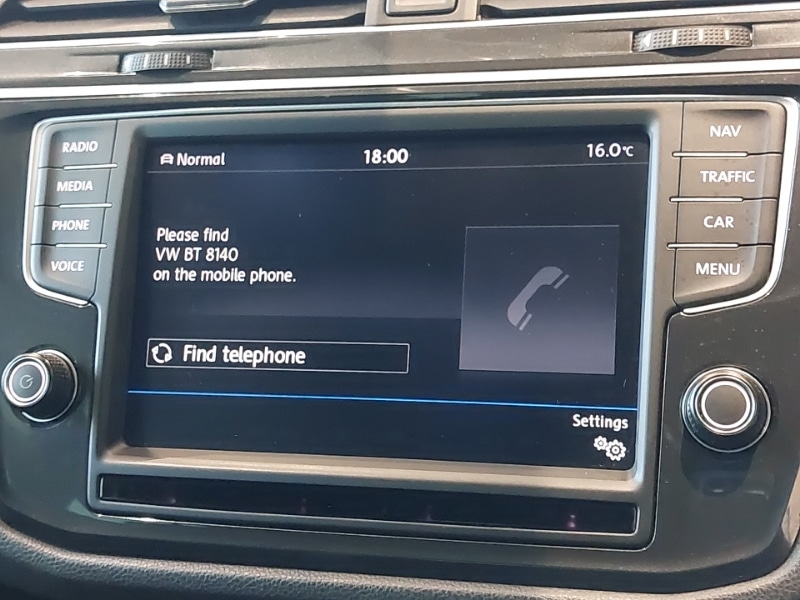 RADIO
MEDIA
PHONE
VOICE
Normal 18:00 16.0°C
Please find
VW BT 8140
on the mobile phone.
Find telephone
Settings
NAV
TRAFFIC
CAR
MENU